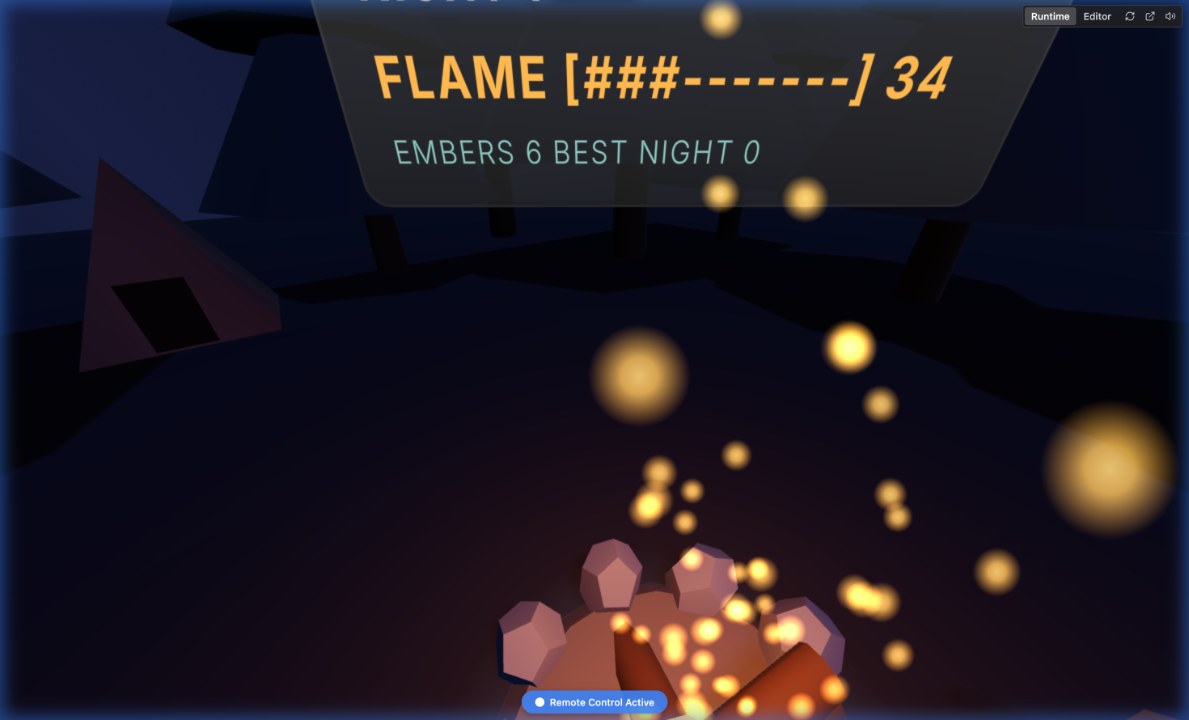 Runtime Editor
FLAME [###-------] 34
EMBERS 6 BEST NIGHT 0
Remote Control Active